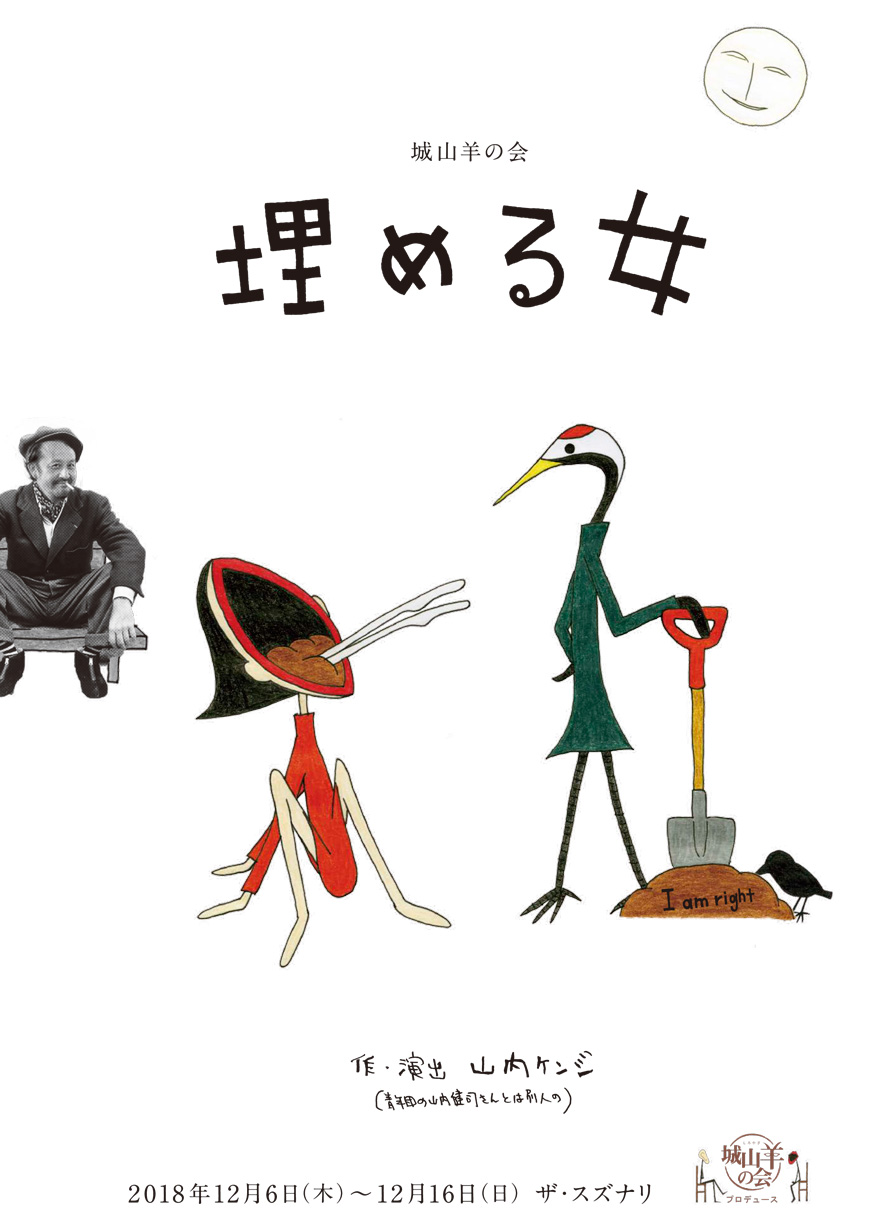 城山羊の会
埋める女
I am right
作・演出 山内ケンジ
(青年団の山内健司さんとは別人の)
城山羊
の会
プロデュース
2018年12月6日(木)～12月16日(日) ザ・スズナリ